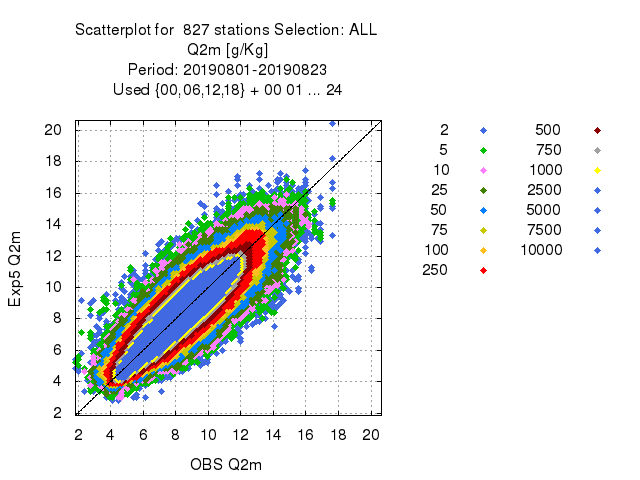 Scatterplot for 827 stations Selection: ALL
Q2m [g/Kg]
Period: 20190801-20190823
Used {00,06,12,18} + 00 01 ... 24
20
18
16
14
12
10
8
6
4
2
Exp5 Q2m
2 4 6 8 10 12 14 16 18 20
OBS Q2m
2 500
5 750
10 1000
25 2500
50 5000
75 7500
100 10000
250